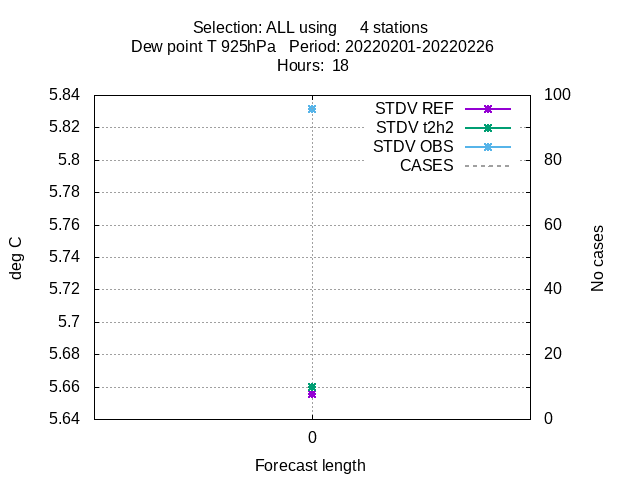 Selection: ALL using 4 stations
Dew point T 925hPa Period: 20220201-20220226
Hours: 18
5.84
5.82
5.8
5.78
5.76
5.74
5.72
5.7
5.68
5.66
5.64
100
80
60
40
20
0
STDV REF
STDV t2h2
STDV OBS
CASES
deg C
No cases
0
Forecast length